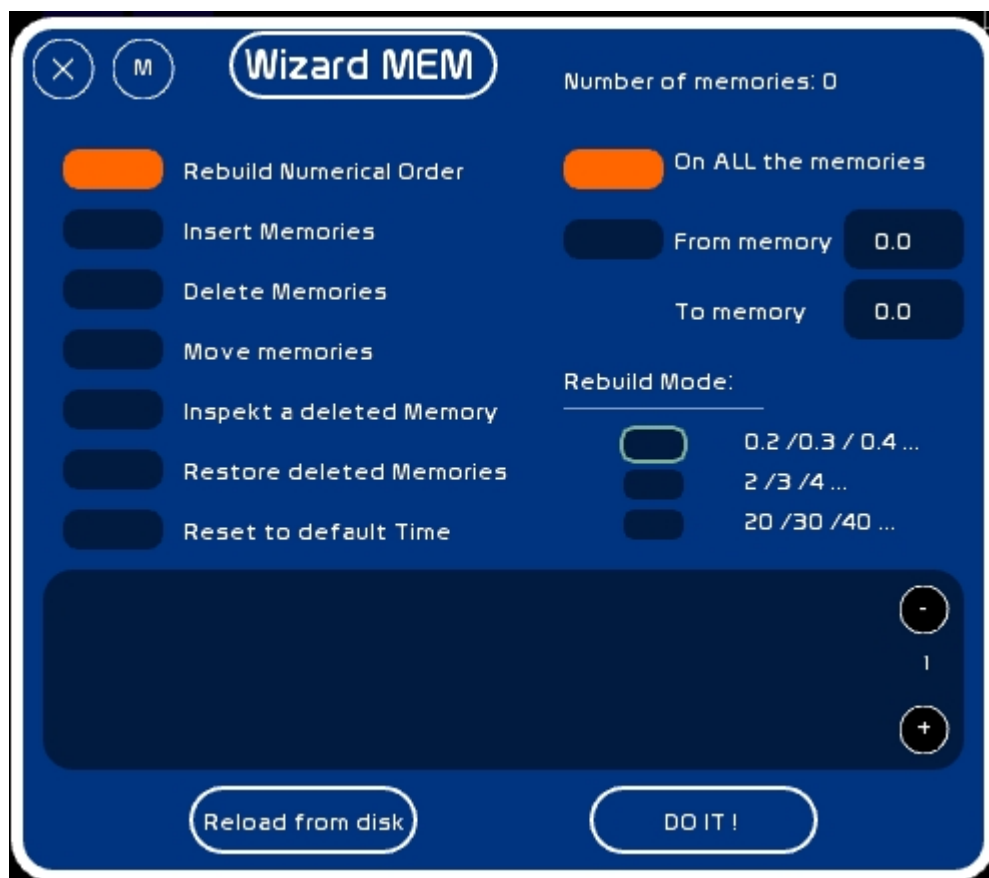 X
M
Wizard MEM
Number of memories: 0
Rebuild Numerical Order
Insert Memories
Delete Memories
Move memories
Inspekt a deleted Memory
Restore deleted Memories
Reset to default Time
On ALL the memories
From memory 0.0
To memory 0.0
Rebuild Mode:
0.2 /0.3 / 0.4 ...
2 /3 /4 ...
20 /30 /40 ...
-
1
+
Reload from disk
DO IT !